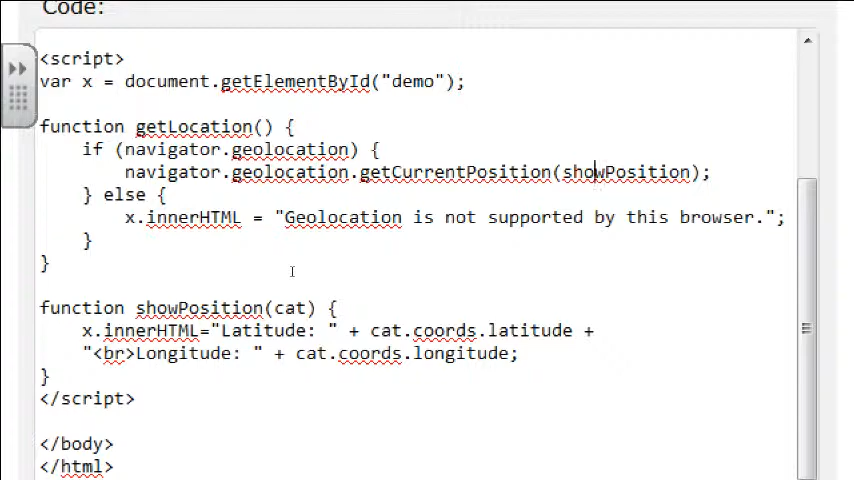 Code:
<script>
var x = document.getElementById("demo");
function getLocation() {
if (navigator.geolocation) {
navigator.geolocation.getCurrentPosition(showPosition);
} else {
x.innerHTML = "Geolocation is not supported by this browser.";
}
}
function showPosition(cat) {
x.innerHTML="Latitude: " + cat.coords.latitude +
"<br>Longitude: " + cat.coords.longitude;
}
</script>
</body>
</html>